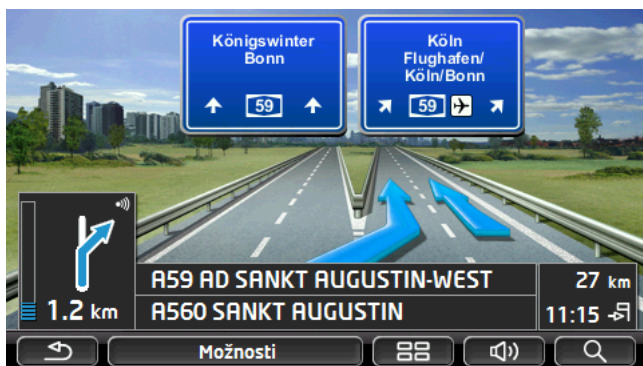 Königswinter
Bonn
59
Köln
Flughafen/
Köln/Bonn
59
1.2 km
A59 AD SANKT AUGUSTIN-WEST
A560 SANKT AUGUSTIN
27 km
11:15
Možnosti